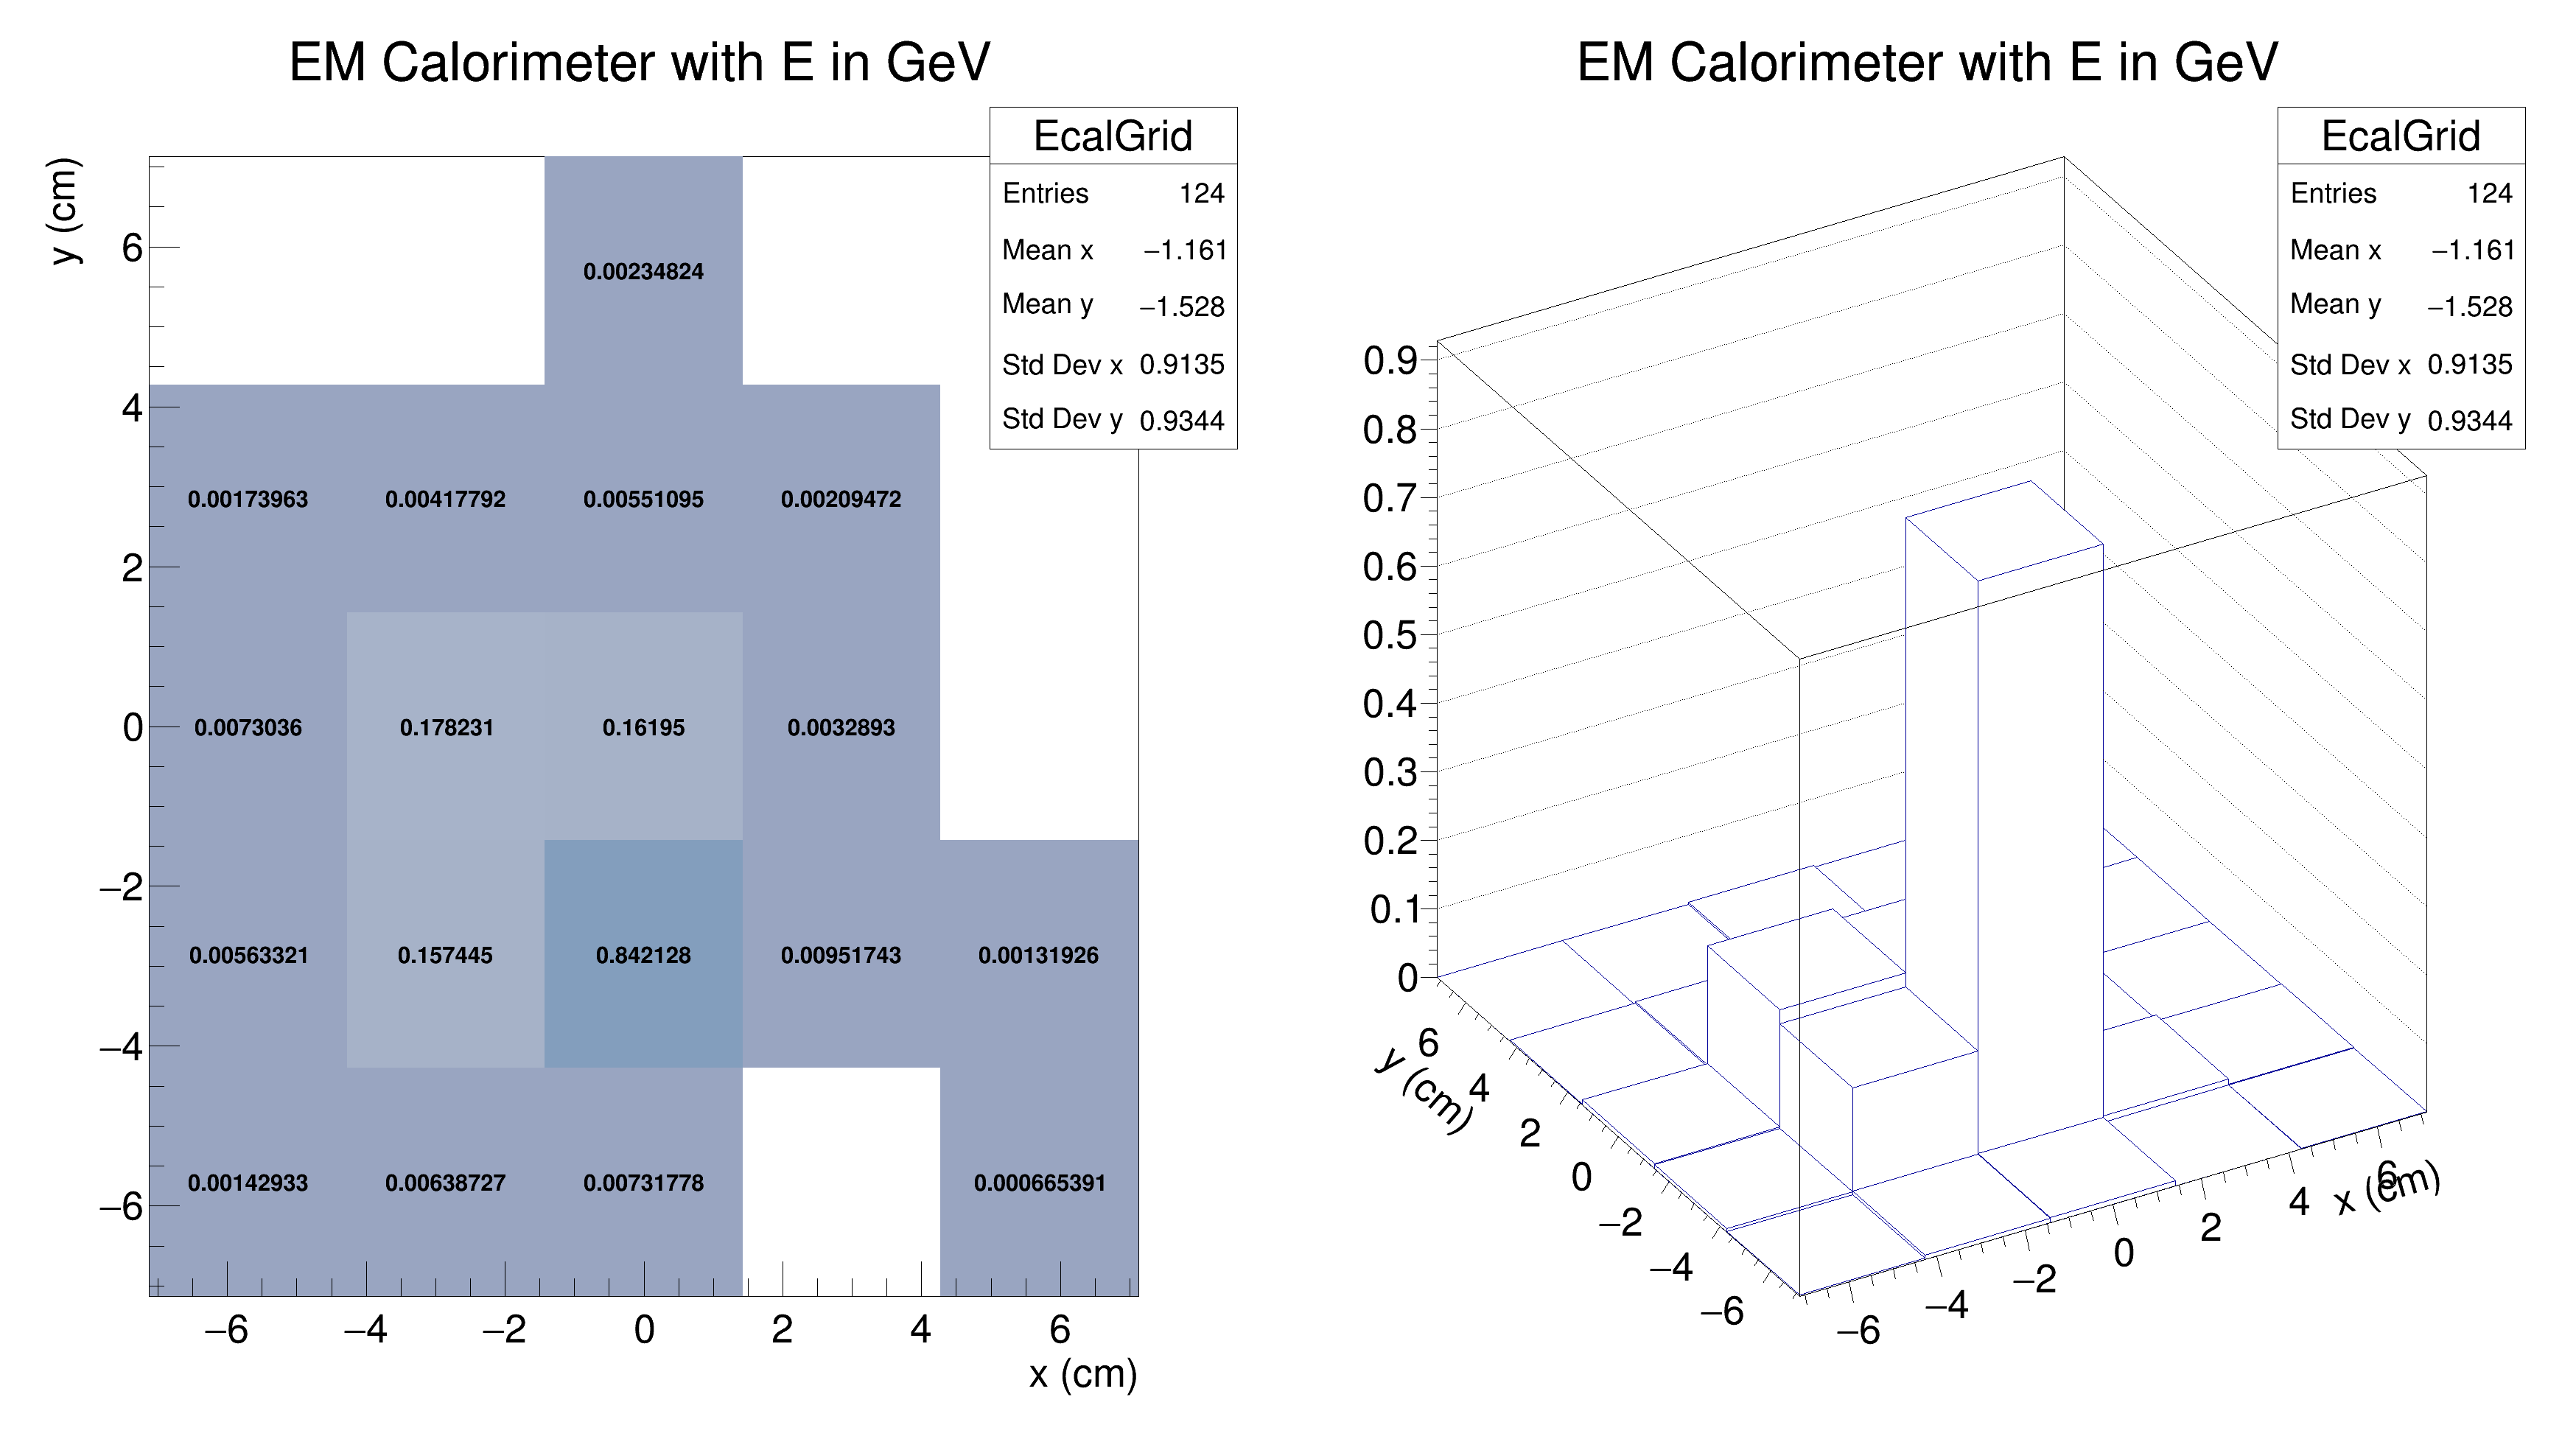 EM Calorimeter with E in GeV
EcalGrid
Entries 124
Mean x −1.161
Mean y −1.528
Std Dev x 0.9135
Std Dev y 0.9344
y (cm)
6
4
2
0
−2
−4
−6
0.00234824
0.00173963 0.00417792 0.00551095 0.00209472
0.0073036 0.178231 0.16195 0.0032893
0.00563321 0.157445 0.842128 0.00951743 0.00131926
0.00142933 0.00638727 0.00731778 0.000665391
−6 −4 −2 0 2 4 6
x (cm)
EM Calorimeter with E in GeV
EcalGrid
Entries 124
Mean x −1.161
Mean y −1.528
Std Dev x 0.9135
Std Dev y 0.9344
0.9
0.8
0.7
0.6
0.5
0.4
0.3
0.2
0.1
0
y (cm)
6
4
2
0
−2
−4
−6
−6 −4 −2 0 2 4 6
x (cm)